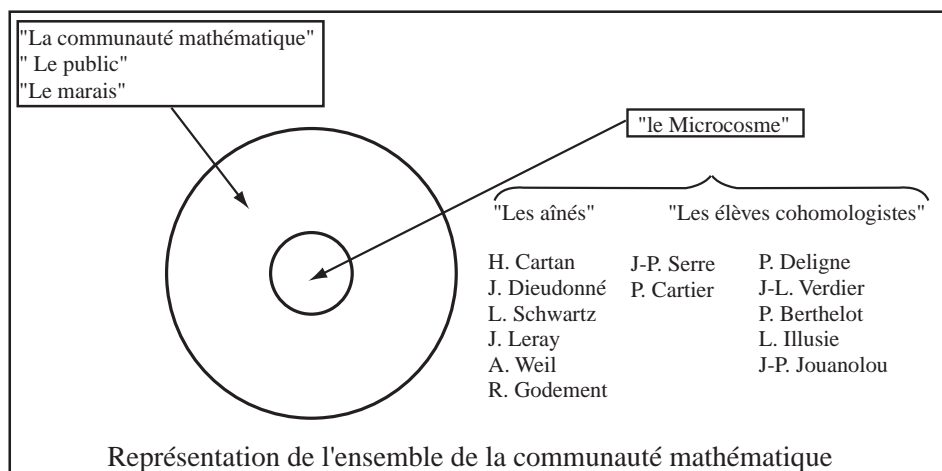 "La communauté mathématique"
" Le public"
"Le marais"
"le Microcosme"
"Les aînés"
"Les élèves cohomologistes"
H. Cartan
J. Dieudonné
L. Schwartz
J. Leray
A. Weil
R. Godement
J-P. Serre
P. Cartier
P. Deligne
J-L. Verdier
P. Berthelot
L. Illusie
J-P. Jouanolou
Représentation de l'ensemble de la communauté mathématique